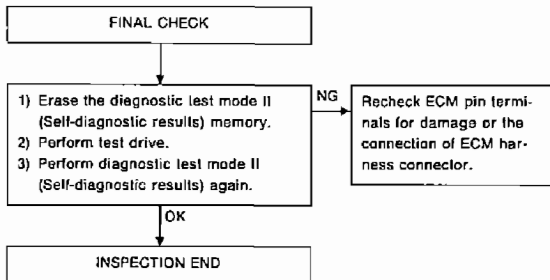 FINAL CHECK
1) Erase the diagnostic test mode II
(Self-diagnostic results) memory.
2) Perform test drive.
3) Perform diagnostic test mode II
(Self-diagnostic results) again.
NG
Recheck ECM pin termi-
nals for damage or the
connection of ECM har-
ness connector.
OK
INSPECTION END